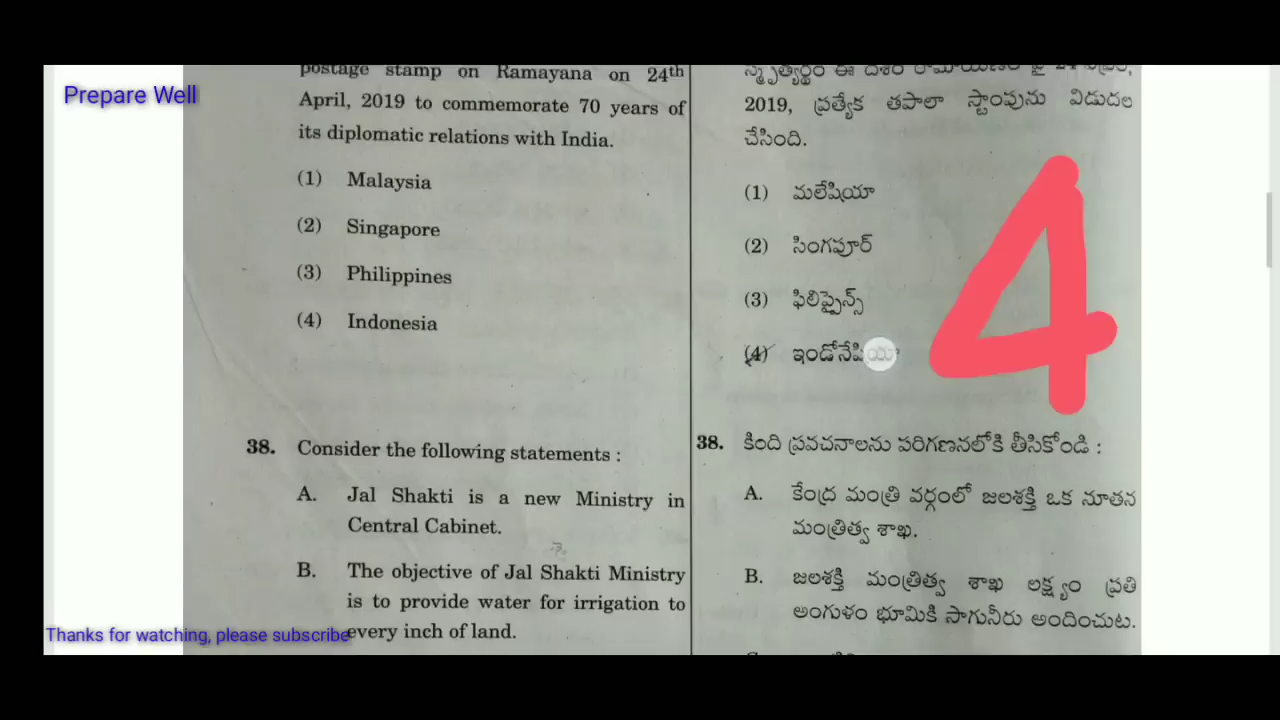 Prepare Well
postage stamp on Ramayana on 24th
April, 2019 to commemorate 70 years of
its diplomatic relations with India.
(1) Malaysia
(2) Singapore
(3) Philippines
(4) Indonesia
38. Consider the following statements :
A. Jal Shakti is a new Ministry in
Central Cabinet.
B. The objective of Jal Shakti Ministry
is to provide water for irrigation to
every inch of land.
2019, ప్రత్యేక తపాలా స్టాంపును విడుదల
చేసింది.
(1) మలేషియా
(2) సింగపూర్
(3) ఫిలిప్పైన్స్
(4) ఇండోనేషియా
4
38. కింది ప్రవచనాలను పరిగణనలోకి తీసికోండి :
A. కేంద్ర మంత్రి వర్గంలో జలశక్తి ఒక నూతన
మంత్రిత్వ శాఖ.
B. జలశక్తి మంత్రిత్వ శాఖ లక్ష్యం ప్రతి
అంగుళం భూమికి సాగునీరు అందించుట.
Thanks for watching, please subscribe